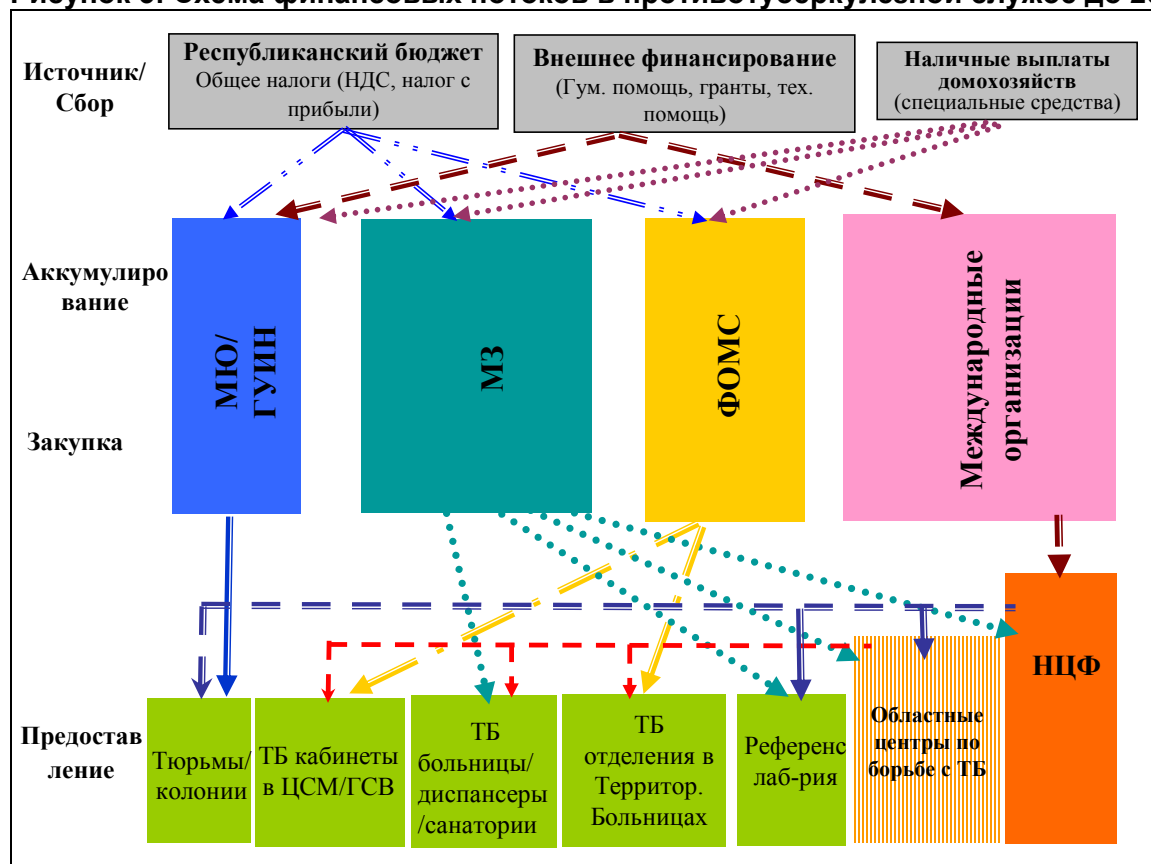 Источник/
Сбор
Республиканский бюджет
Общее налоги (НДС, налог с
прибыли)
Внешнее финансирование
(Гум. помощь, гранты, тех.
помощь)
Наличные выплаты
домохозяйств
(специальные средства)
Аккумулиро
вание
Закупка
МЮ/
ГУИН
МЗ
ФОМС
Международные
организации
Предостав
ление
Тюрьмы/
колонии
ТБ кабинеты
в ЦСМ/ГСВ
ТБ
больницы/
диспансеры
/санатории
ТБ
отделения в
Территор.
Больницах
Референс
лаб-рия
Областные
центры по
борьбе с ТБ
НЦФ